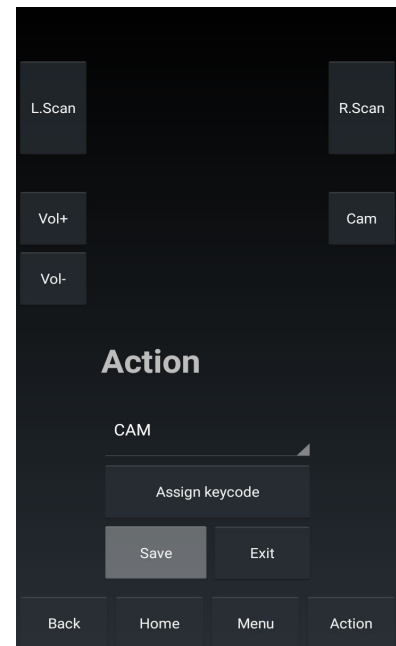 L.Scan R.Scan
Vol+ Cam
Vol-
Action
CAM
Assign keycode
Save Exit
Back Home Menu Action